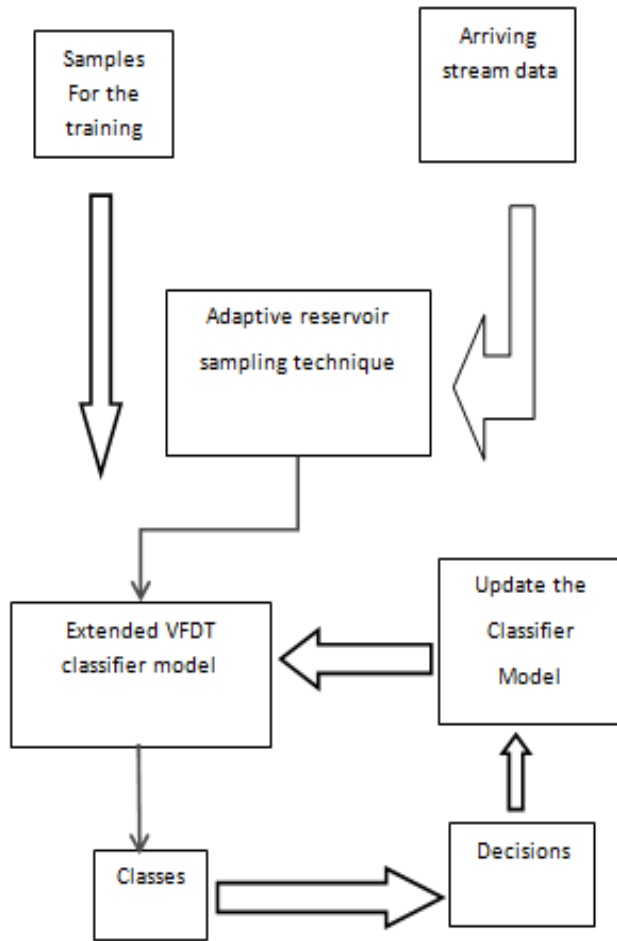 Samples
For the
training
Arriving
stream data
Adaptive reservoir
sampling technique
Extended VFDT
classifier model
Update the
Classifier
Model
Classes
Decisions